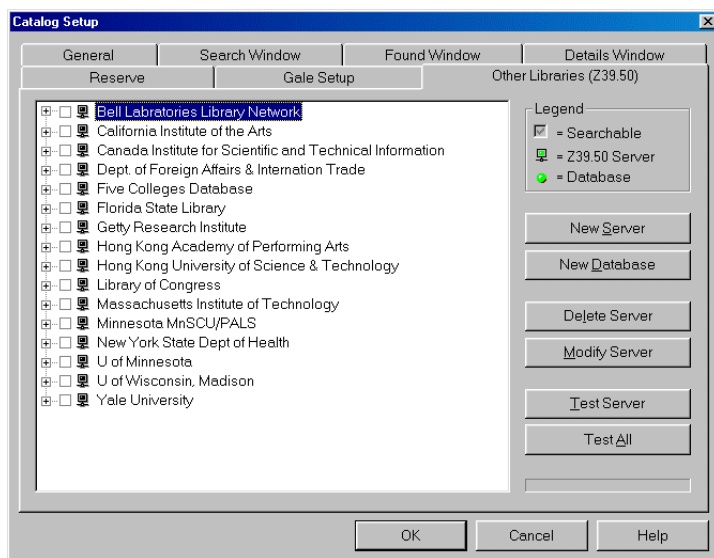 Catalog Setup
General
Search Window
Found Window
Details Window
Reserve
Gale Setup
Other Libraries (Z39.50)
Bell Labratories Library Network
California Institute of the Arts
Canada Institute for Scientific and Technical Information
Dept. of Foreign Affairs & Internation Trade
Five Colleges Database
Florida State Library
Getty Research Institute
Hong Kong Academy of Performing Arts
Hong Kong University of Science & Technology
Library of Congress
Massachusetts Institute of Technology
Minnesota MnSCU/PALS
New York State Dept of Health
U of Minnesota
U of Wisconsin, Madison
Yale University
Legend
= Searchable
= Z39.50 Server
= Database
New Server
New Database
Delete Server
Modify Server
Test Server
Test All
OK
Cancel
Help